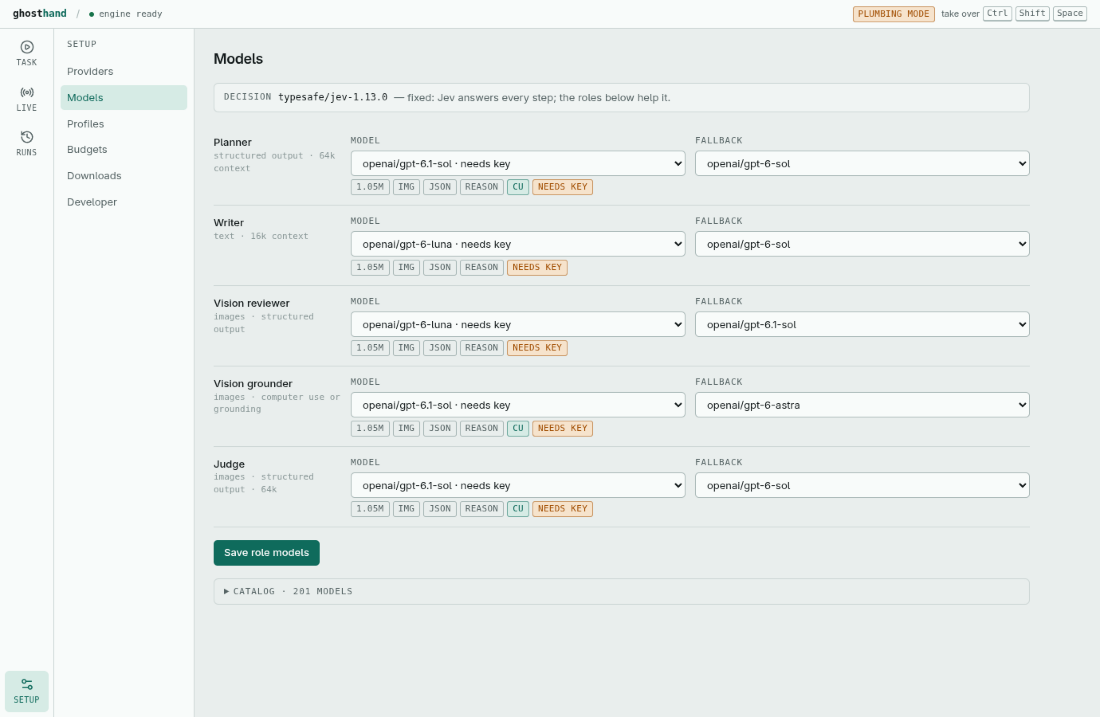 ghosthand / ● engine ready
PLUMBING MODE take over Ctrl Shift Space
TASK
LIVE
RUNS
SETUP
SETUP
Providers
Models
Profiles
Budgets
Downloads
Developer
Models
DECISION typesafe/jev-1.13.0 — fixed: Jev answers every step; the roles below help it.
Planner
structured output · 64k
context
MODEL
openai/gpt-6.1-sol · needs key
1.05M IMG JSON REASON CU NEEDS KEY
FALLBACK
openai/gpt-6-sol
Writer
text · 16k context
MODEL
openai/gpt-6-luna · needs key
1.05M IMG JSON REASON NEEDS KEY
FALLBACK
openai/gpt-6-sol
Vision reviewer
images · structured
output
MODEL
openai/gpt-6-luna · needs key
1.05M IMG JSON REASON NEEDS KEY
FALLBACK
openai/gpt-6.1-sol
Vision grounder
images · computer use or
grounding
MODEL
openai/gpt-6.1-sol · needs key
1.05M IMG JSON REASON CU NEEDS KEY
FALLBACK
openai/gpt-6-astra
Judge
images · structured
output · 64k
MODEL
openai/gpt-6.1-sol · needs key
1.05M IMG JSON REASON CU NEEDS KEY
FALLBACK
openai/gpt-6-sol
Save role models
▶ CATALOG · 201 MODELS